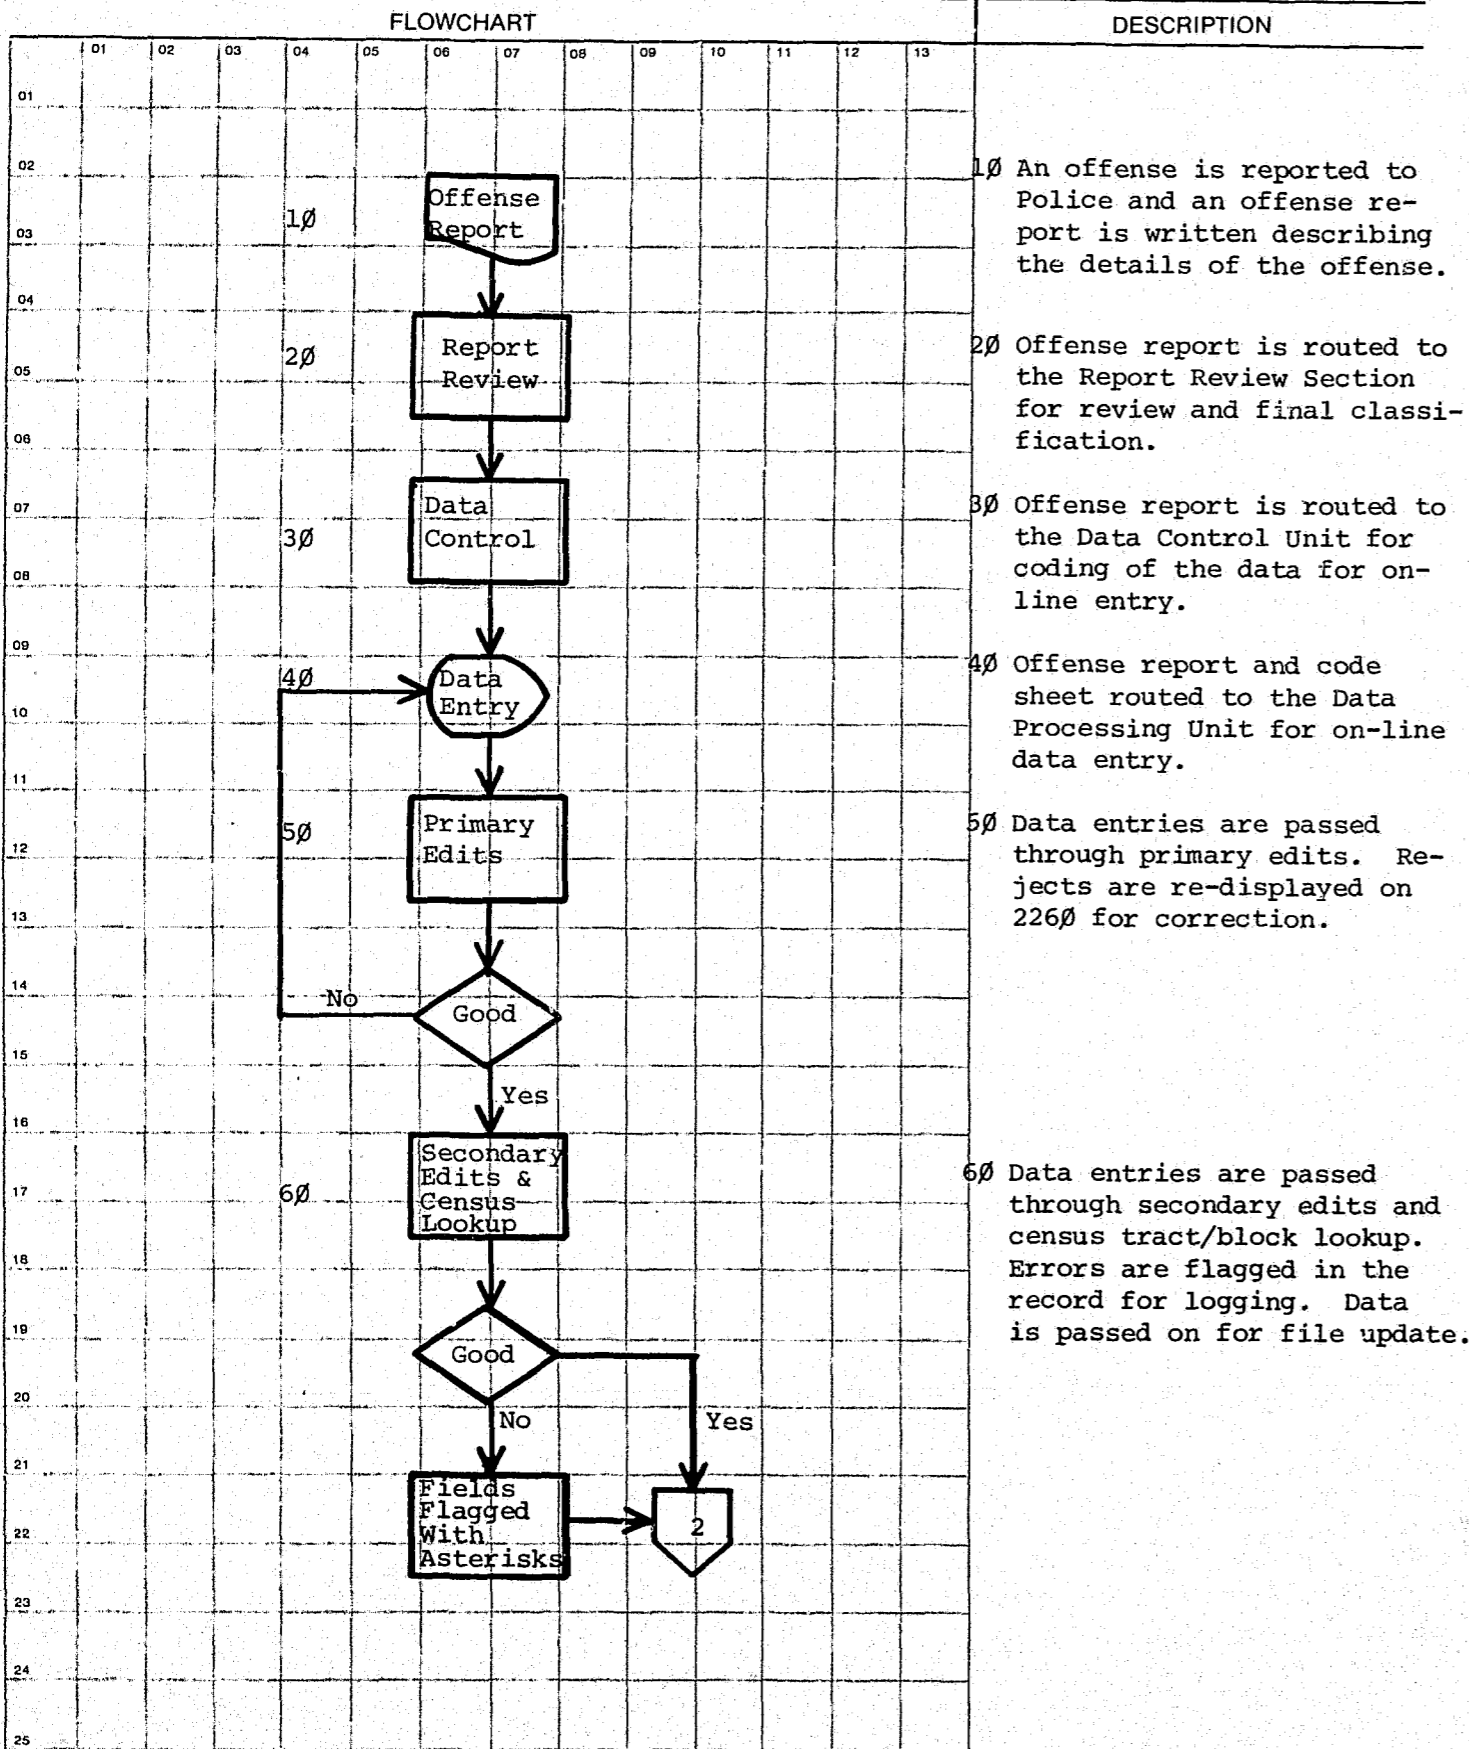 FLOWCHART
DESCRIPTION
01 02 03 04 05 06 07 08 09 10 11 12 13
01
02
03
04
05
06
07
08
09
10
11
12
13
14
15
16
17
18
19
20
21
22
23
24
25
1Ø
Offense
Report
2Ø
Report
Review
3Ø
Data
Control
4Ø
Data
Entry
5Ø
Primary
Edits
No
Good
Yes
6Ø
Secondary
Edits &
Census
Lookup
Good
No
Yes
Fields
Flagged
With
Asterisks
2
1Ø An offense is reported to
Police and an offense re-
port is written describing
the details of the offense.
2Ø Offense report is routed to
the Report Review Section
for review and final classi-
fication.
3Ø Offense report is routed to
the Data Control Unit for
coding of the data for on-
line entry.
4Ø Offense report and code
sheet routed to the Data
Processing Unit for on-line
data entry.
5Ø Data entries are passed
through primary edits. Re-
jects are re-displayed on
226Ø for correction.
6Ø Data entries are passed
through secondary edits and
census tract/block lookup.
Errors are flagged in the
record for logging. Data
is passed on for file update.